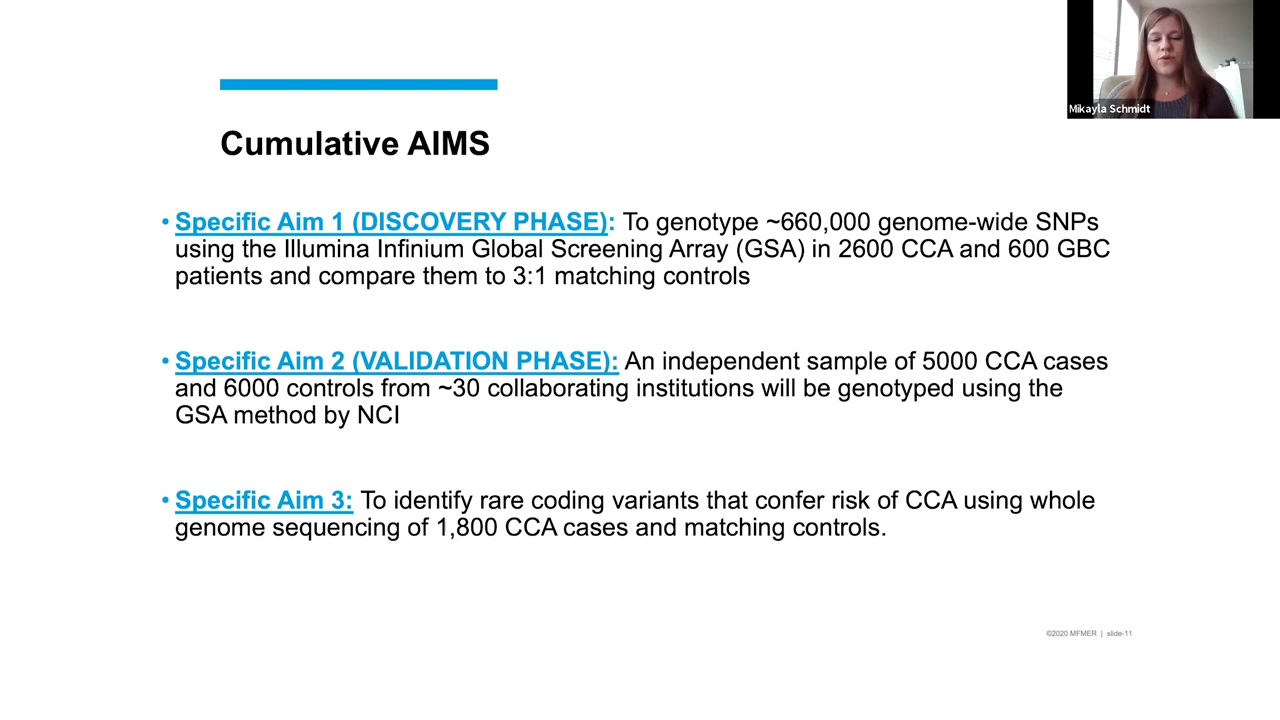 Mikayla Schmidt
Cumulative AIMS
• Specific Aim 1 (DISCOVERY PHASE): To genotype ~660,000 genome-wide SNPs
using the Illumina Infinium Global Screening Array (GSA) in 2600 CCA and 600 GBC
patients and compare them to 3:1 matching controls
• Specific Aim 2 (VALIDATION PHASE): An independent sample of 5000 CCA cases
and 6000 controls from ~30 collaborating institutions will be genotyped using the
GSA method by NCI
• Specific Aim 3: To identify rare coding variants that confer risk of CCA using whole
genome sequencing of 1,800 CCA cases and matching controls.
©2020 MFMER | slide-11